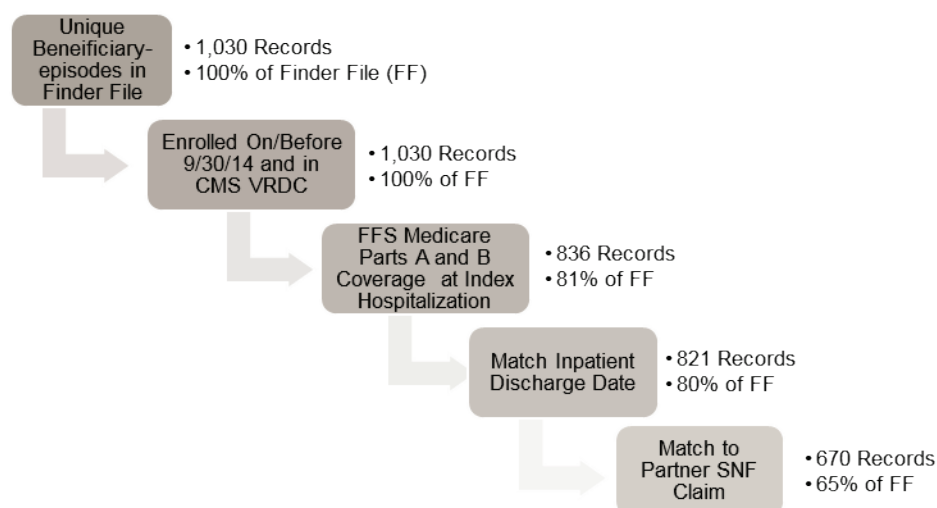 Unique
Beneificiary-
episodes in
Finder File
• 1,030 Records
• 100% of Finder File (FF)
Enrolled On/Before
9/30/14 and in
CMS VRDC
• 1,030 Records
• 100% of FF
FFS Medicare
Parts A and B
Coverage at Index
Hospitalization
• 836 Records
• 81% of FF
Match Inpatient
Discharge Date
• 821 Records
• 80% of FF
Match to
Partner SNF
Claim
• 670 Records
• 65% of FF